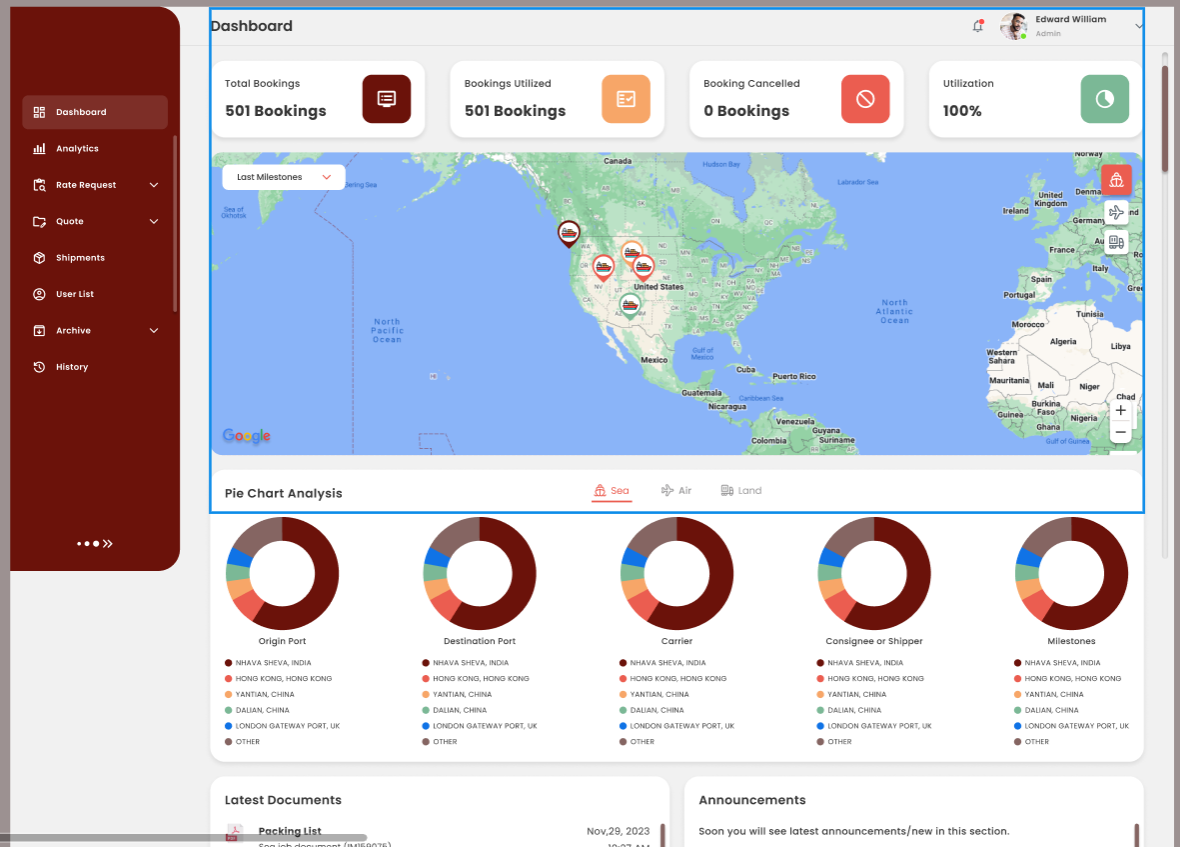 Dashboard
Edward William
Admin
Dashboard
Analytics
Rate Request
Quote
Shipments
User List
Archive
History
Total Bookings
501 Bookings
Bookings Utilized
501 Bookings
Booking Cancelled
0 Bookings
Utilization
100%
Last Milestones
Bering Sea
Sea of
Okhotsk
Canada
Hudson Bay
Labrador Sea
Norway
United
Kingdom
Ireland
Germany
France
Italy
Spain
Portugal
Tunisia
Morocco
Algeria
Libya
Western
Sahara
Mauritania
Mali
Niger
Chad
Burkina
Faso
Guinea
Nigeria
Ghana
Gulf of Guinea
United States
North
Pacific
Ocean
North
Atlantic
Ocean
Gulf of
Mexico
Mexico
Cuba
Puerto Rico
Guatemala
Caribbean Sea
Nicaragua
Venezuela
Guyana
Colombia
Suriname
Google
Pie Chart Analysis
Sea
Air
Land
Origin Port
NHAVA SHEVA, INDIA
HONG KONG, HONG KONG
YANTIAN, CHINA
DALIAN, CHINA
LONDON GATEWAY PORT, UK
OTHER
Destination Port
NHAVA SHEVA, INDIA
HONG KONG, HONG KONG
YANTIAN, CHINA
DALIAN, CHINA
LONDON GATEWAY PORT, UK
OTHER
Carrier
NHAVA SHEVA, INDIA
HONG KONG, HONG KONG
YANTIAN, CHINA
DALIAN, CHINA
LONDON GATEWAY PORT, UK
OTHER
Consignee or Shipper
NHAVA SHEVA, INDIA
HONG KONG, HONG KONG
YANTIAN, CHINA
DALIAN, CHINA
LONDON GATEWAY PORT, UK
OTHER
Milestones
NHAVA SHEVA, INDIA
HONG KONG, HONG KONG
YANTIAN, CHINA
DALIAN, CHINA
LONDON GATEWAY PORT, UK
OTHER
Latest Documents
Packing List
Nov,29, 2023
Announcements
Soon you will see latest announcements/new in this section.